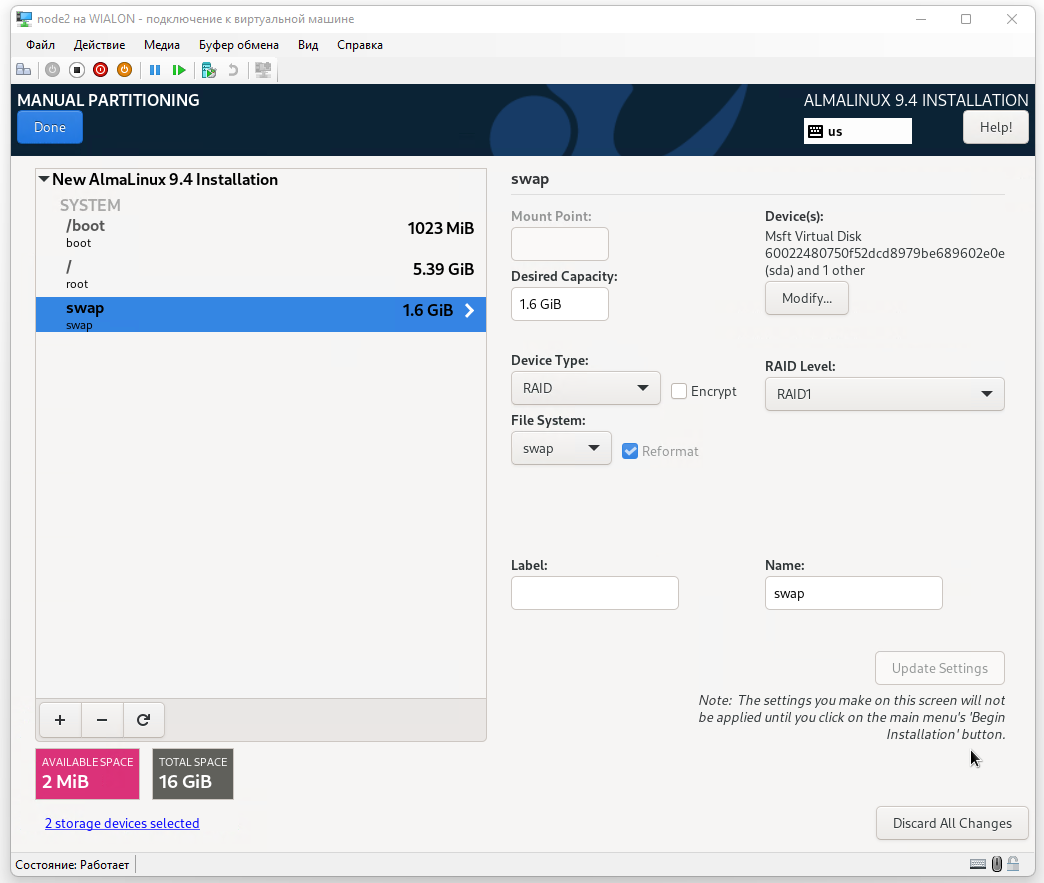 node2 на WIALON - подключение к виртуальной машине
Файл Действие Медиа Буфер обмена Вид Справка
MANUAL PARTITIONING
ALMALINUX 9.4 INSTALLATION
Done
us
Help!
New AlmaLinux 9.4 Installation
SYSTEM
/boot
boot
1023 MiB
/
root
5.39 GiB
swap
swap
1.6 GiB
swap
Mount Point:
Desired Capacity:
1.6 GiB
Device(s):
Msft Virtual Disk
60022480750f52dcd8979be689602e0e
(sda) and 1 other
Modify...
Device Type:
RAID
Encrypt
RAID Level:
RAID1
File System:
swap
Reformat
Label:
Name:
swap
Update Settings
Note: The settings you make on this screen will not
be applied until you click on the main menu's 'Begin
Installation' button.
+ −
AVAILABLE SPACE
2 MiB
TOTAL SPACE
16 GiB
2 storage devices selected
Discard All Changes
Состояние: Работает